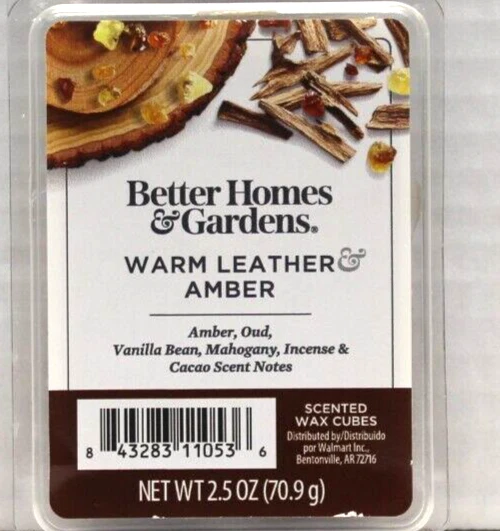 Better Homes
&Gardens®
WARM LEATHER &
AMBER
Amber, Oud,
Vanilla Bean, Mahogany, Incense &
Cacao Scent Notes
8 43283 11053 6
SCENTED
WAX CUBES
Distributed by/Distribuido
por Walmart Inc.,
Bentonville, AR 72716
NET WT 2.5 OZ (70.9 g)